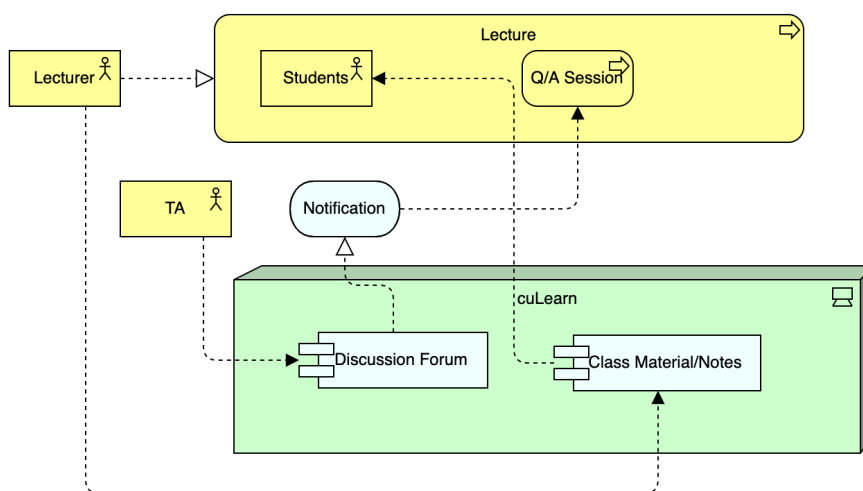 Lecture
Lecturer
Students
Q/A Session
TA
Notification
cuLearn
Discussion Forum
Class Material/Notes